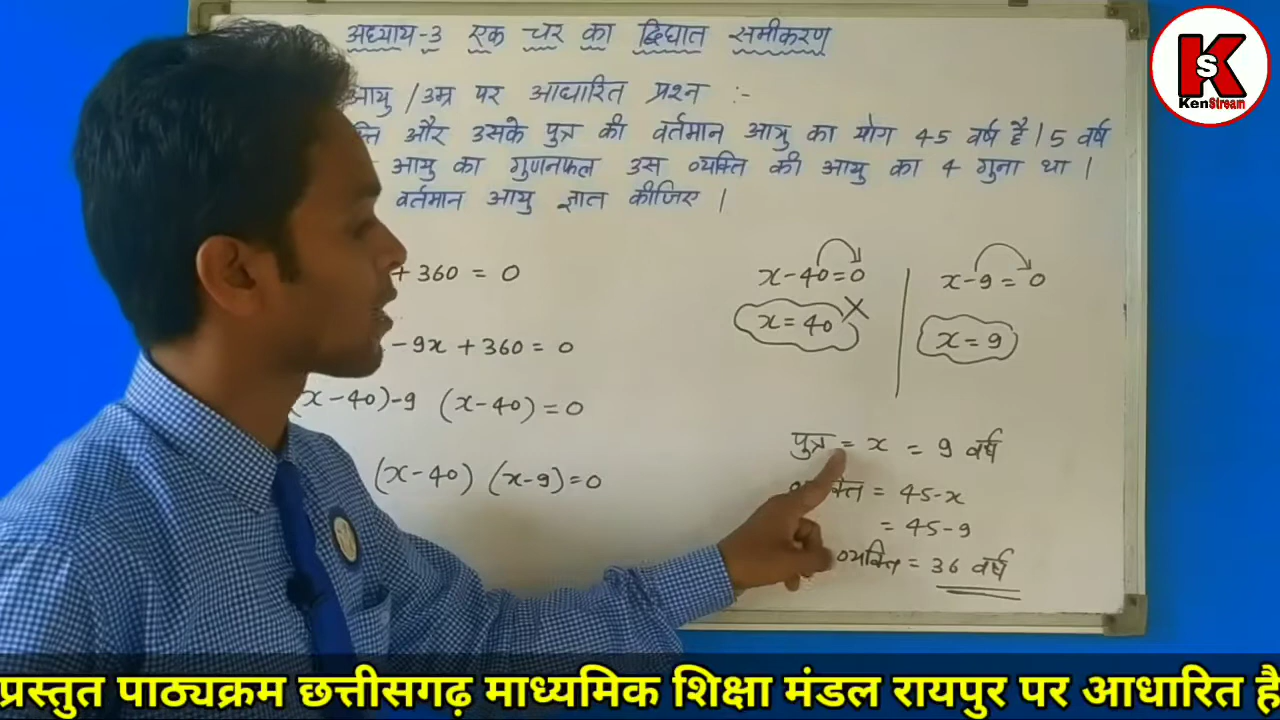 अध्याय-3 एक चर का द्विघात समीकरण
आयु / उम्र पर आधारित प्रश्न :-
और उसके पुत्र की वर्तमान आयु का योग 45 वर्ष है । 5 वर्ष
आयु का गुणनफल उस व्यक्ति की आयु का 4 गुना था ।
वर्तमान आयु ज्ञात कीजिए ।
+ 360 = 0
- 9x + 360 = 0
(x - 40) - 9 (x - 40) = 0
(x - 40) (x - 9) = 0
x - 40 = 0
x = 40
x - 9 = 0
x = 9
पुत्र = x = 9 वर्ष
= 45 - x
= 45 - 9
व्यक्ति = 36 वर्ष
K
S
KenStream
प्रस्तुत पाठ्यक्रम छत्तीसगढ़ माध्यमिक शिक्षा मंडल रायपुर पर आधारित है